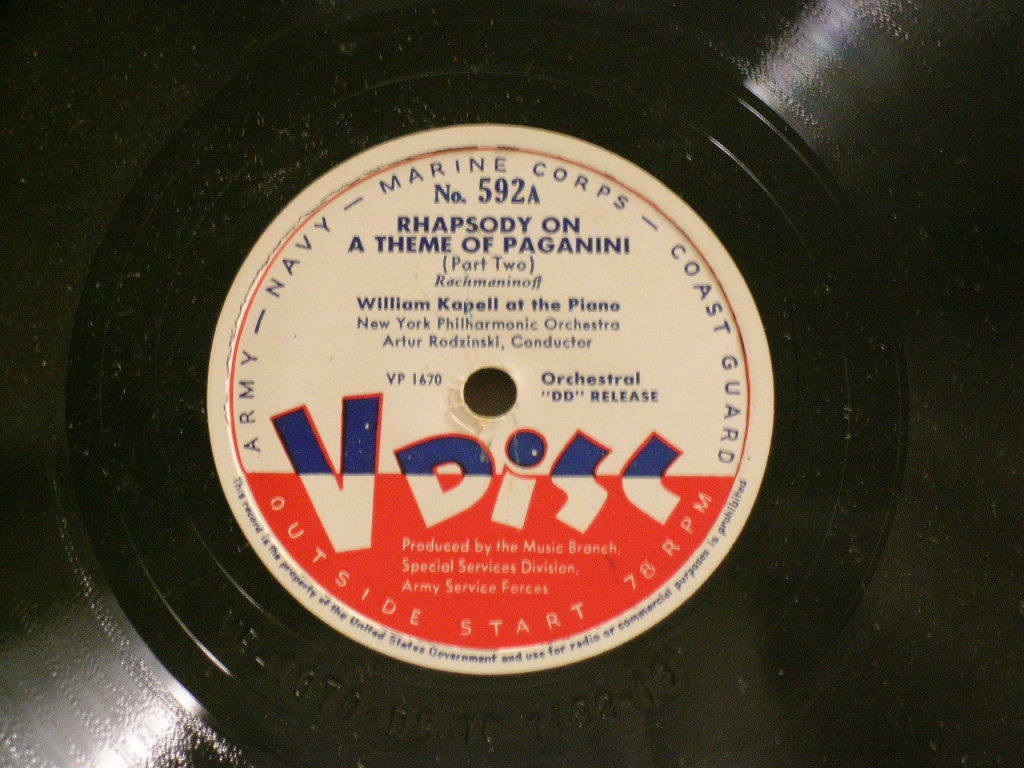 ARMY — NAVY — MARINE CORPS — COAST GUARD
No. 592A
RHAPSODY ON
A THEME OF PAGANINI
(Part Two)
Rachmaninoff
William Kapell at the Piano
New York Philharmonic Orchestra
Artur Rodzinski, Conductor
VP 1670
Orchestral
"DD" RELEASE
V DiSC
Produced by the Music Branch,
Special Services Division,
Army Service Forces
OUTSIDE START 78 RPM
This record is the property of the United States Government and use for radio or commercial purposes is prohibited